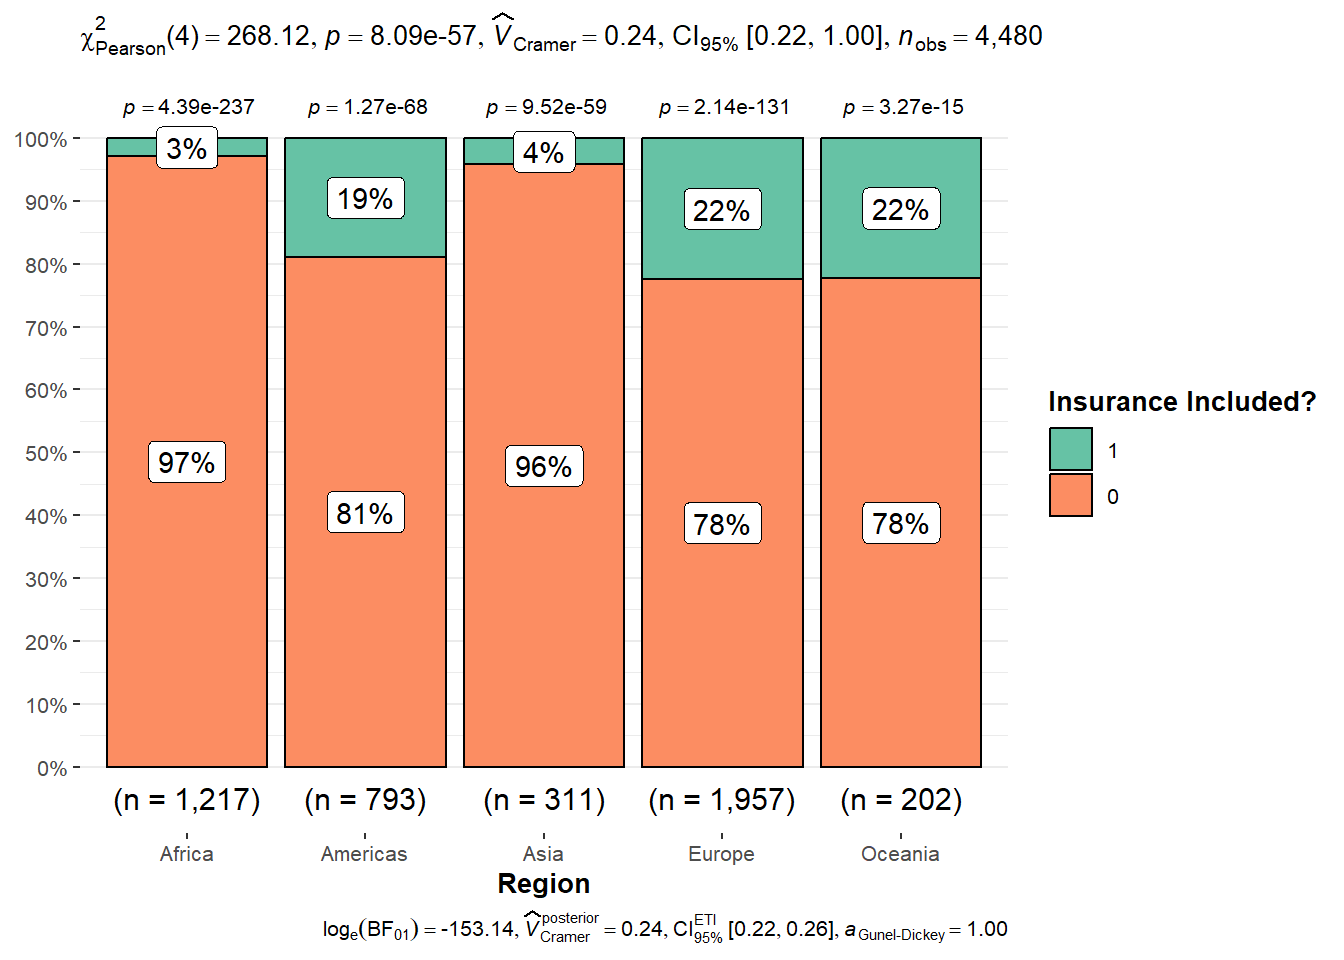 χ²Pearson(4) = 268.12, p = 8.09e-57, V̂Cramer = 0.24, CI95% [0.22, 1.00], nobs = 4,480
p = 4.39e-237 p = 1.27e-68 p = 9.52e-59 p = 2.14e-131 p = 3.27e-15
100%
90%
80%
70%
60%
50%
40%
30%
20%
10%
0%
3% 19% 4% 22% 22%
97% 81% 96% 78% 78%
(n = 1,217) (n = 793) (n = 311) (n = 1,957) (n = 202)
Africa Americas Asia Europe Oceania
Region
Insurance Included?
1
0
loge(BF01) = -153.14, V̂posteriorCramer = 0.24, CIETI95% [0.22, 0.26], aGunel-Dickey = 1.00